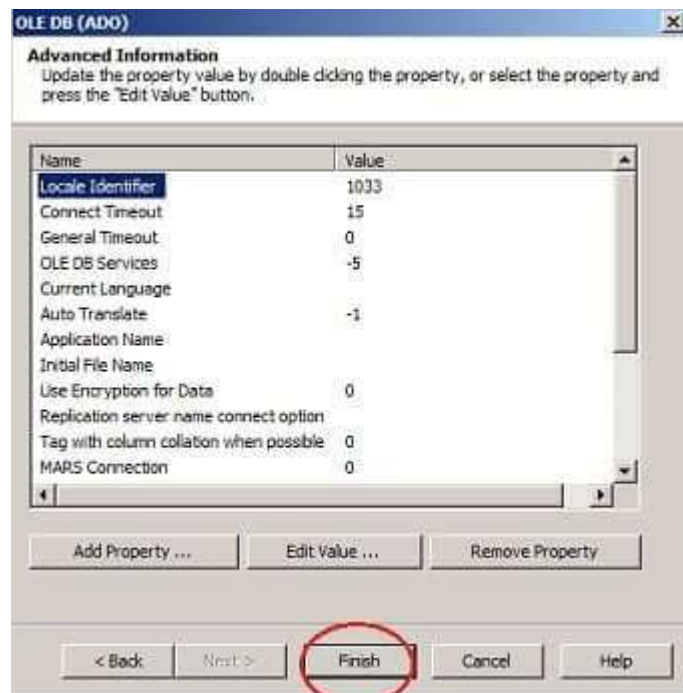 OLE DB (ADO)
Advanced Information
Update the property value by double clicking the property, or select the property and
press the "Edit Value" button.
Name Value
Locale Identifier 1033
Connect Timeout 15
General Timeout 0
OLE DB Services -5
Current Language
Auto Translate -1
Application Name
Initial File Name
Use Encryption for Data 0
Replication server name connect option
Tag with column collation when possible 0
MARS Connection 0
Add Property ... Edit Value ... Remove Property
< Back Next > Finish Cancel Help